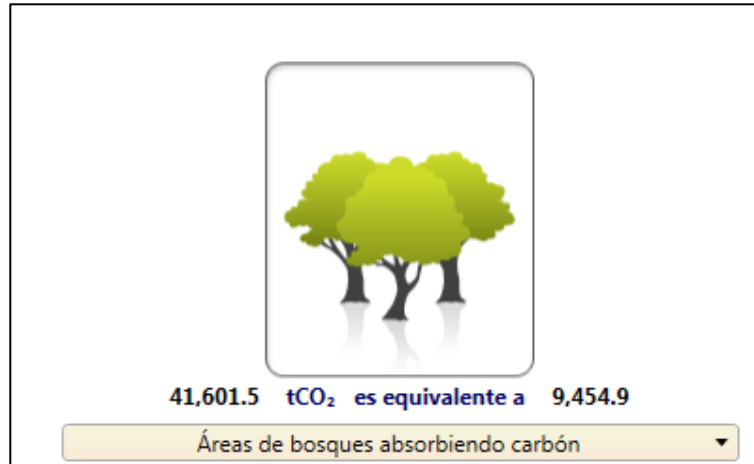 41,601.5 tCO₂ es equivalente a 9,454.9
Áreas de bosques absorbiendo carbón